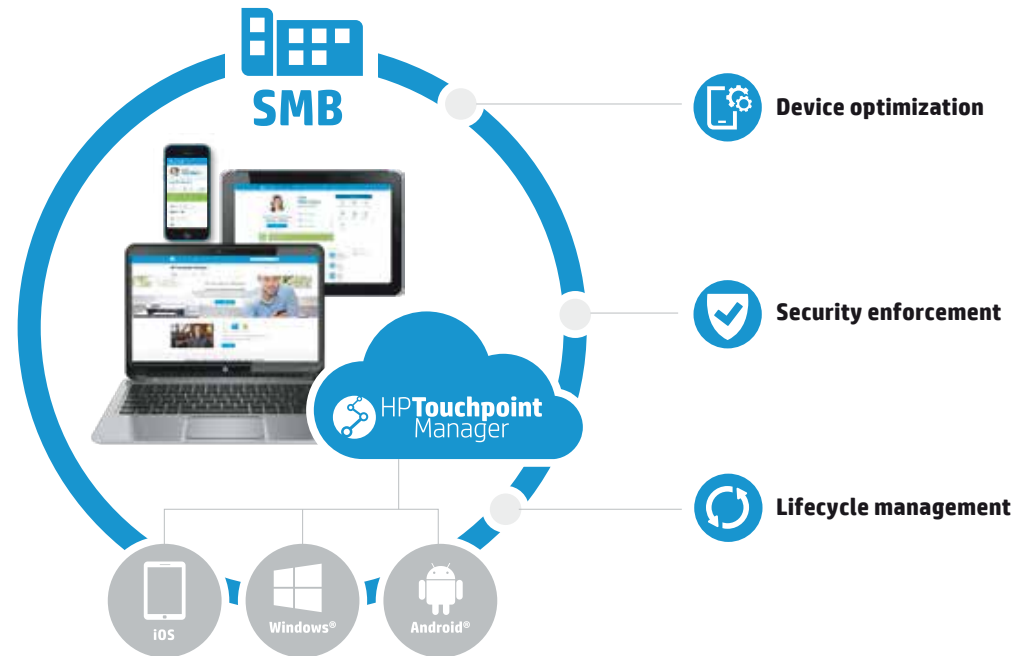 SMB
Device optimization
Security enforcement
HPTouchpoint
Manager
Lifecycle management
iOS
Windows®
Android®